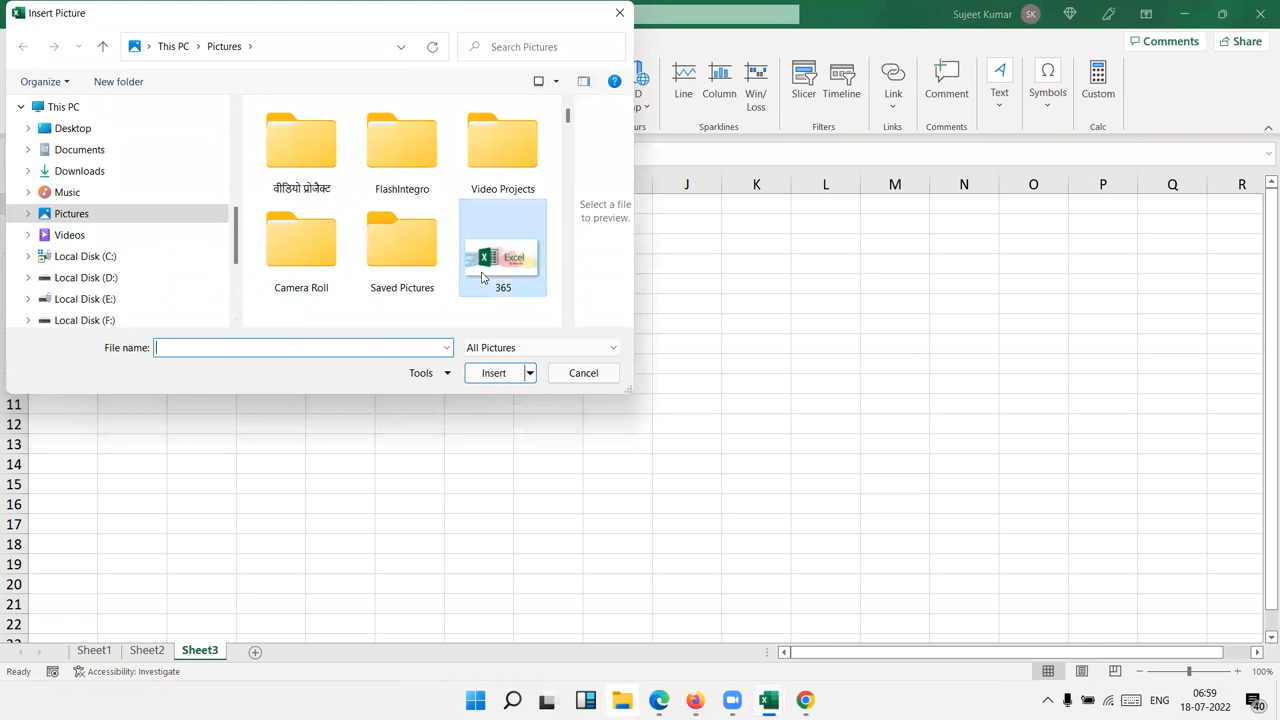 Insert Picture
Sujeet Kumar SK
This PC Pictures
Search Pictures
Comments Share
Organize New folder
Line Column Win/
Loss
Slicer Timeline Link Comment Text Symbols Custom
Sparklines Filters Links Comments Calc
This PC
Desktop
Documents
Downloads
Music
Pictures
Videos
Local Disk (C:)
Local Disk (D:)
Local Disk (E:)
Local Disk (F:)
वीडियो प्रोजैक्ट FlashIntegro Video Projects
Excel
Camera Roll Saved Pictures 365
Select a file
to preview.
File name: All Pictures
Tools Insert Cancel
J K L M N O P Q R
11
12
13
14
15
16
17
18
19
20
21
22
Sheet1 Sheet2 Sheet3
Ready Accessibility: Investigate 100%
ENG 06:59
18-07-2022 40